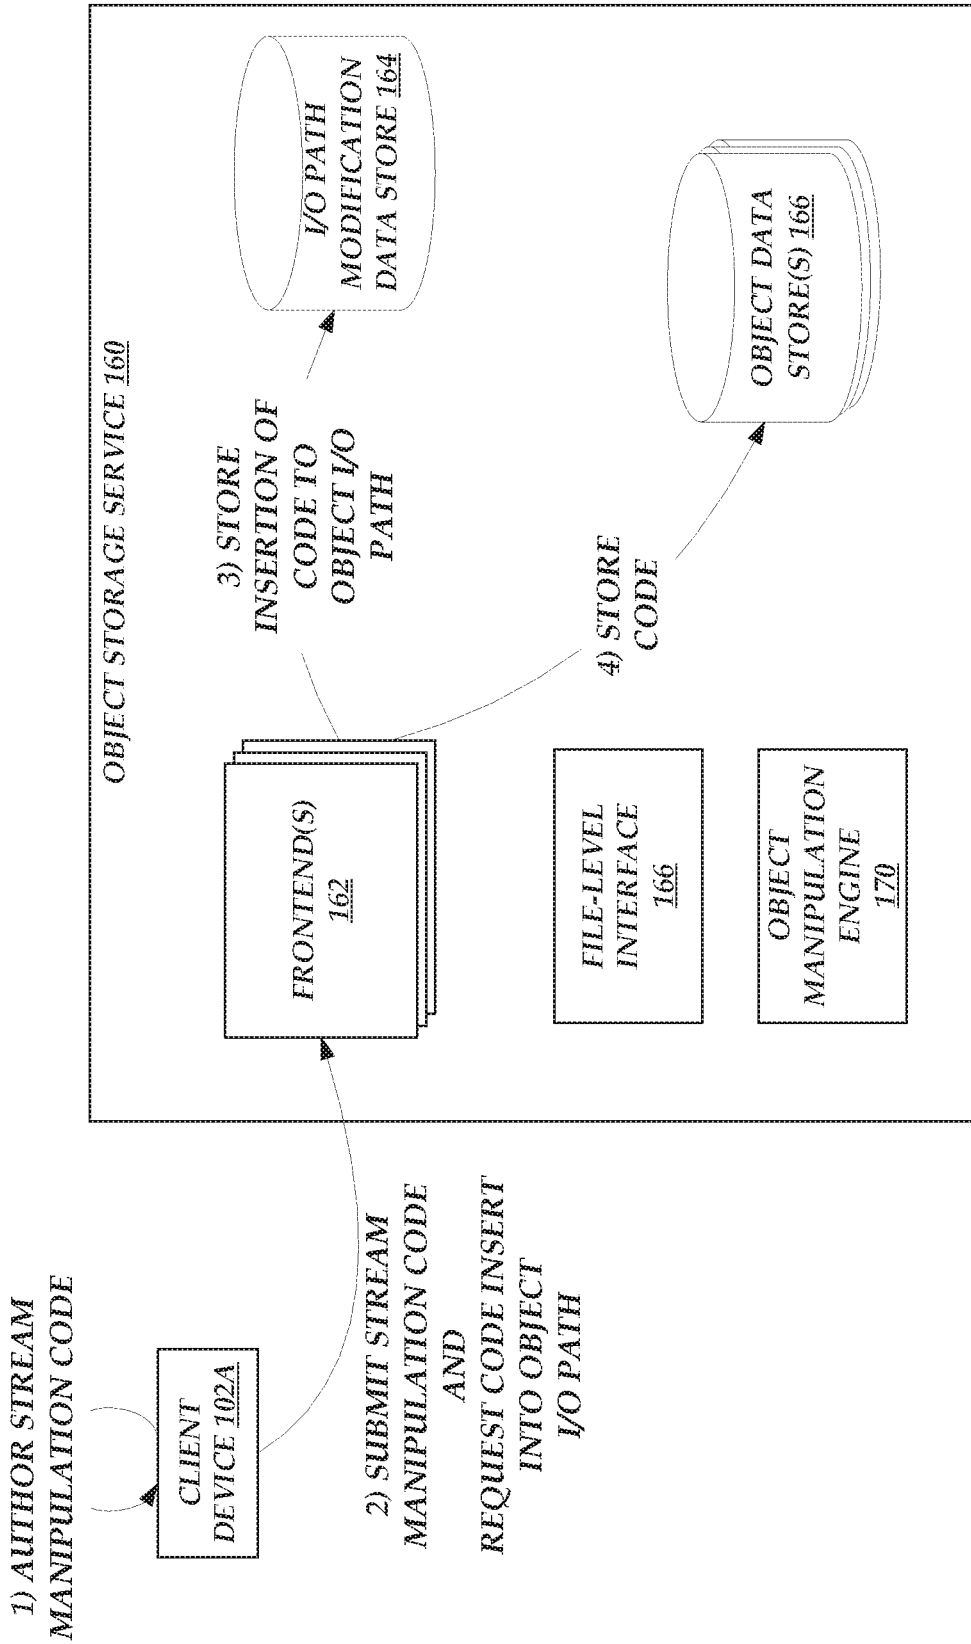 1) AUTHOR STREAM
MANIPULATION CODE
CLIENT
DEVICE 102A
2) SUBMIT STREAM
MANIPULATION CODE
AND
REQUEST CODE INSERT
INTO OBJECT
I/O PATH
OBJECT STORAGE SERVICE 160
FRONTEND(S)
162
3) STORE
INSERTION OF
CODE TO
OBJECT I/O
PATH
I/O PATH
MODIFICATION
DATA STORE 164
4) STORE
CODE
OBJECT DATA
STORE(S) 166
FILE-LEVEL
INTERFACE
166
OBJECT
MANIPULATION
ENGINE
170